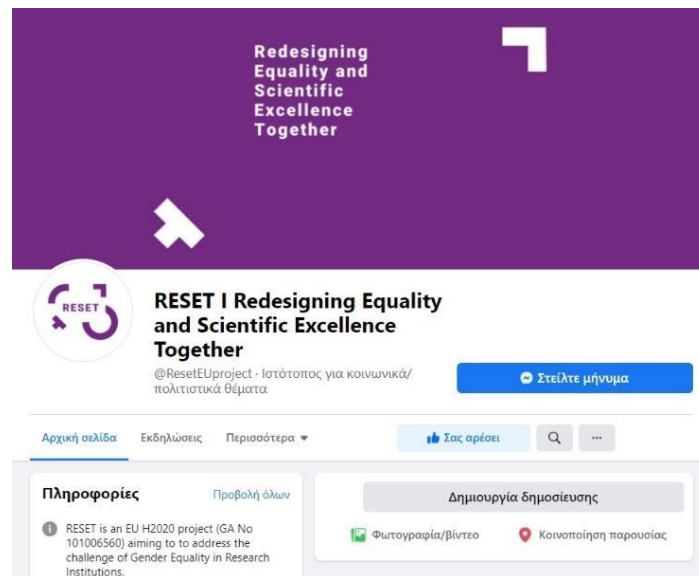 Redesigning
Equality and
Scientific
Excellence
Together
RESET
RESET I Redesigning Equality
and Scientific Excellence
Together
@ResetEUproject · Ιστότοπος για κοινωνικά/
πολιτιστικά θέματα
Στείλτε μήνυμα
Αρχική σελίδα Εκδηλώσεις Περισσότερα
Σας αρέσει
Πληροφορίες Προβολή όλων
RESET is an EU H2020 project (GA No
101006560) aiming to to address the
challenge of Gender Equality in Research
Institutions.
Δημιουργία δημοσίευσης
Φωτογραφία/βίντεο Κοινοποίηση παρουσίας